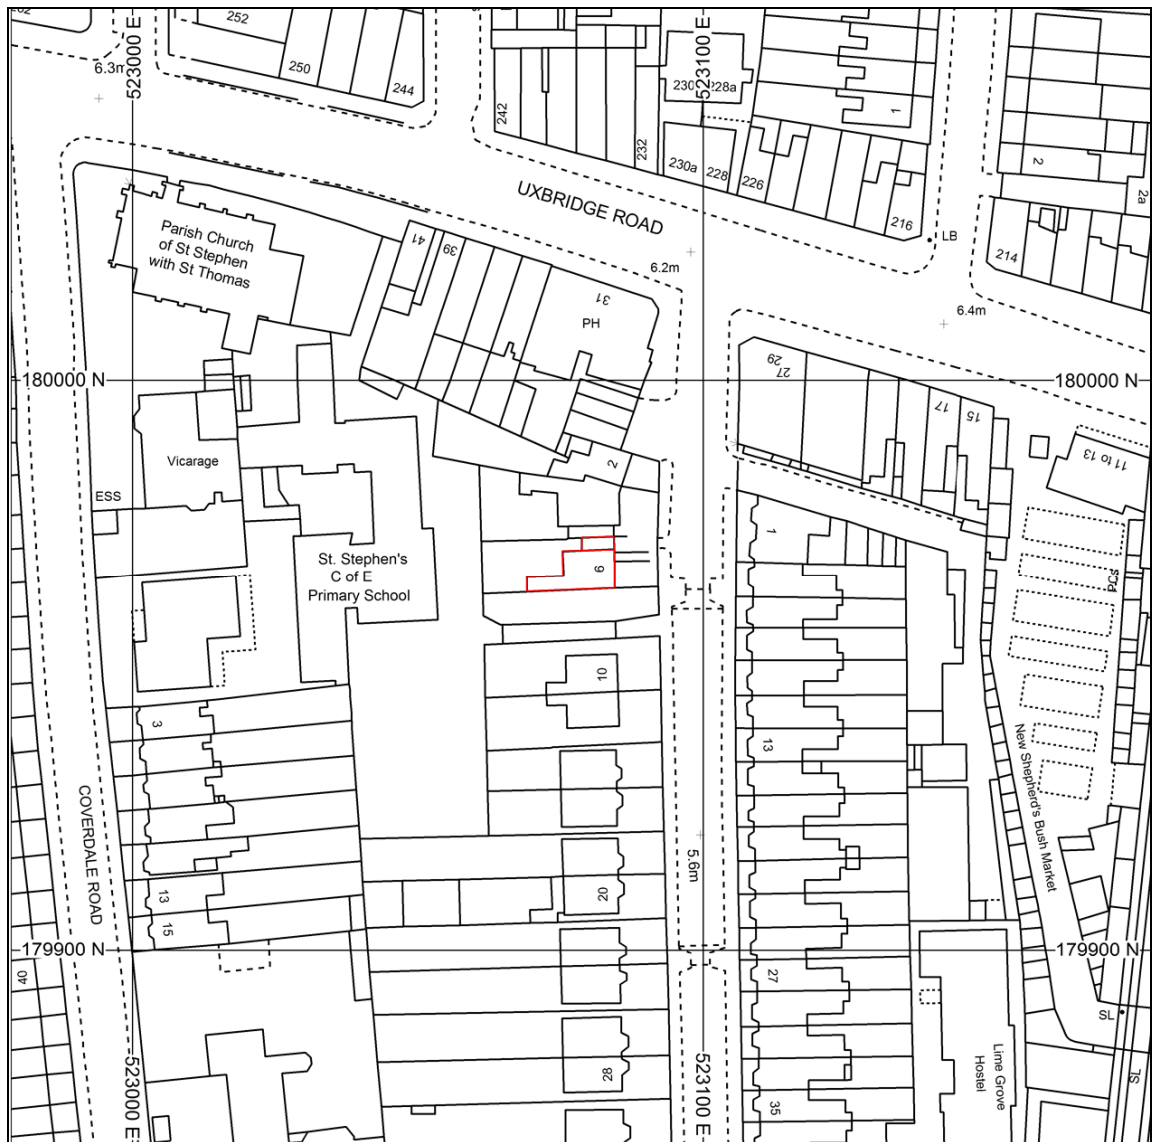 252
250
244
6.3m
523000 E
242
232
230a
228
226
523100 E
228a
1
216
LB
2
2a
214
UXBRIDGE ROAD
6.2m
6.4m
Parish Church
of St Stephen
with St Thomas
41
39
31
PH
29
27
17
15
11 to 13
180000 N
180000 N
Vicarage
ESS
2
St. Stephen's
C of E
Primary School
6
1
PCs
10
3
13
New Shepherd's Bush Market
COVERDALE ROAD
5.6m
13
15
20
179900 N
179900 N
40
27
SL
28
Lime Grove
Hostel
35
SL
523000 E
523100 E